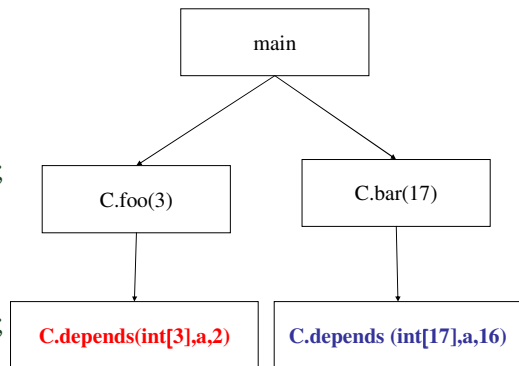 main
;
C.foo(3)
C.bar(17)
;
C.depends(int[3],a,2)
C.depends (int[17],a,16)